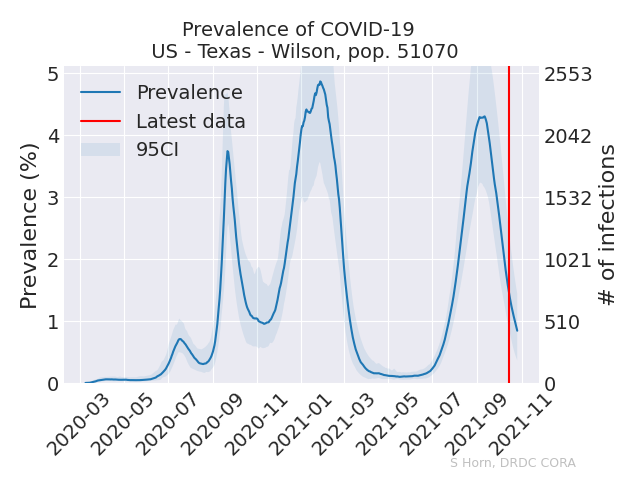 Prevalence of COVID-19
US - Texas - Wilson, pop. 51070
Prevalence
Latest data
95CI
Prevalence (%)
5
4
3
2
1
0
2553
2042
1532
1021
510
0
# of infections
2020-03
2020-05
2020-07
2020-09
2020-11
2021-01
2021-03
2021-05
2021-07
2021-09
2021-11
S Horn, DRDC CORA